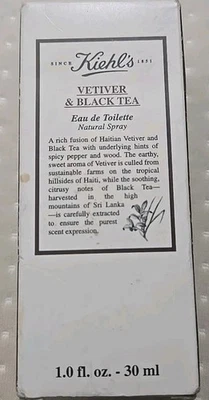 SINCE Kiehl's 1851
VETIVER
& BLACK TEA
Eau de Toilette
Natural Spray
A rich fusion of Haitian Vetiver and
Black Tea with underlying hints of
spicy pepper and wood. The earthy,
sweet aroma of Vetiver is culled from
sustainable farms on the tropical
hillsides of Haiti, while the soothing,
citrusy notes of Black Tea—
harvested in the high
mountains of Sri Lanka
—is carefully extracted
to ensure the purest
scent expression.
1.0 fl. oz. - 30 ml